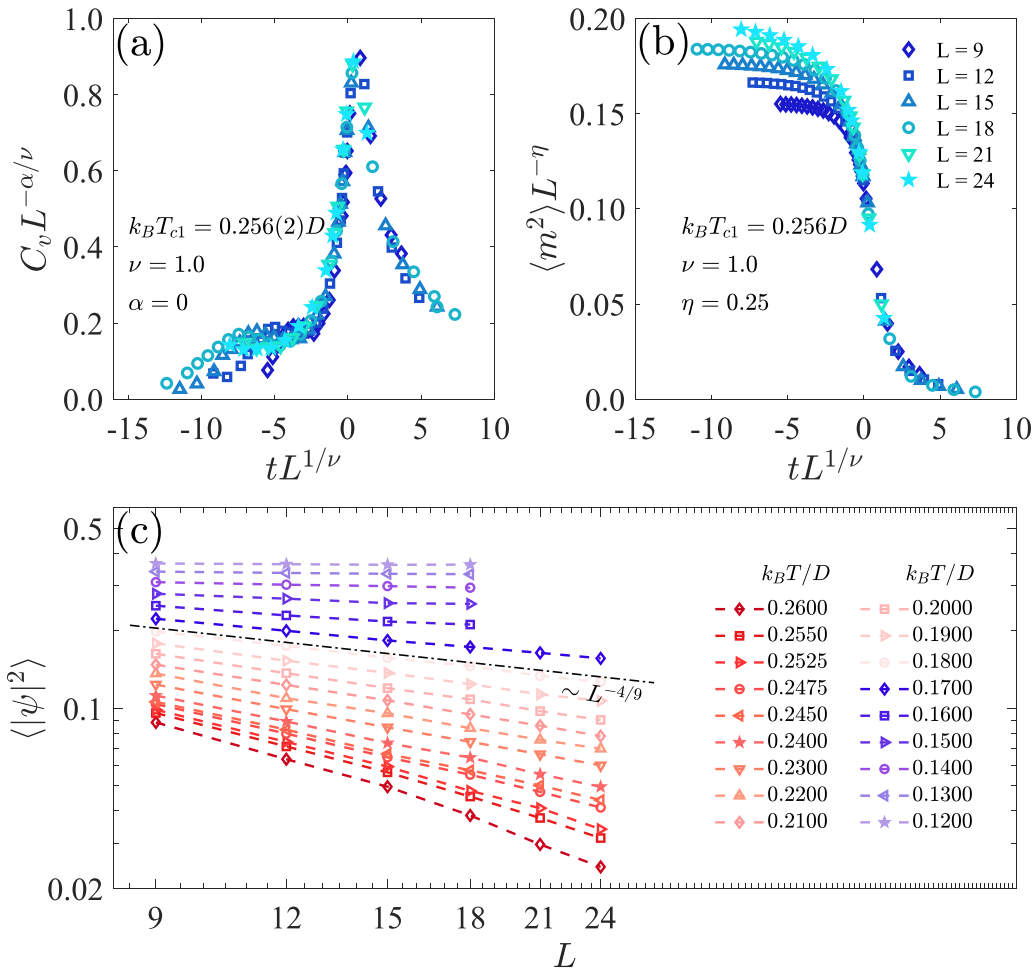 (a)
1.0
0.8
0.6
0.4
0.2
0.0
C_v L^{-α/ν}
k_B T_{c1} = 0.256(2)D
ν = 1.0
α = 0
-15 -10 -5 0 5 10
tL^{1/ν}
(b)
0.20
0.15
0.10
0.05
0.00
⟨m²⟩L^{-η}
L = 9
L = 12
L = 15
L = 18
L = 21
L = 24
k_B T_{c1} = 0.256D
ν = 1.0
η = 0.25
-15 -10 -5 0 5 10
tL^{1/ν}
(c)
0.5
0.1
0.02
⟨|ψ|²⟩
~ L^{-4/9}
k_B T/D k_B T/D
0.2600 0.2000
0.2550 0.1900
0.2525 0.1800
0.2475 0.1700
0.2450 0.1600
0.2400 0.1500
0.2300 0.1400
0.2200 0.1300
0.2100 0.1200
9 12 15 18 21 24
L